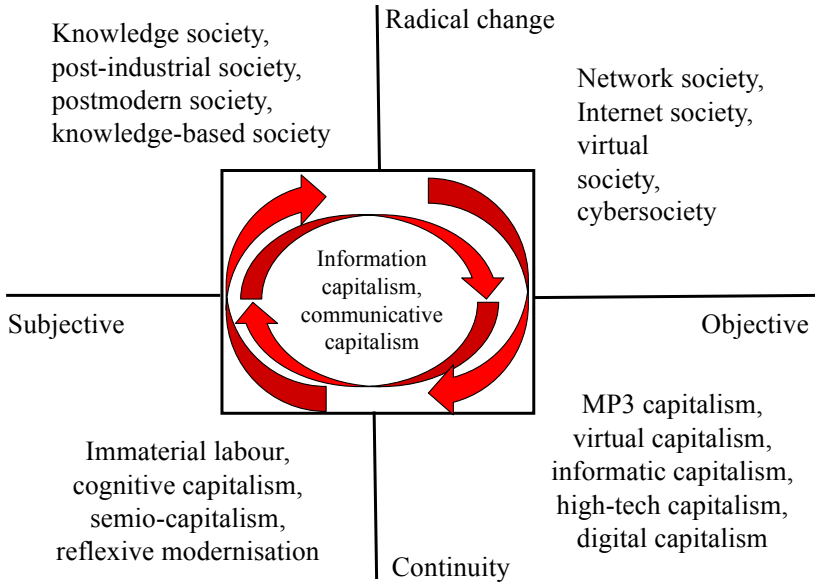 Knowledge society,
post-industrial society,
postmodern society,
knowledge-based society
Radical change
Network society,
Internet society,
virtual
society,
cybersociety
Information
capitalism,
communicative
capitalism
Subjective
Objective
Immaterial labour,
cognitive capitalism,
semio-capitalism,
reflexive modernisation
MP3 capitalism,
virtual capitalism,
informatic capitalism,
high-tech capitalism,
digital capitalism
Continuity